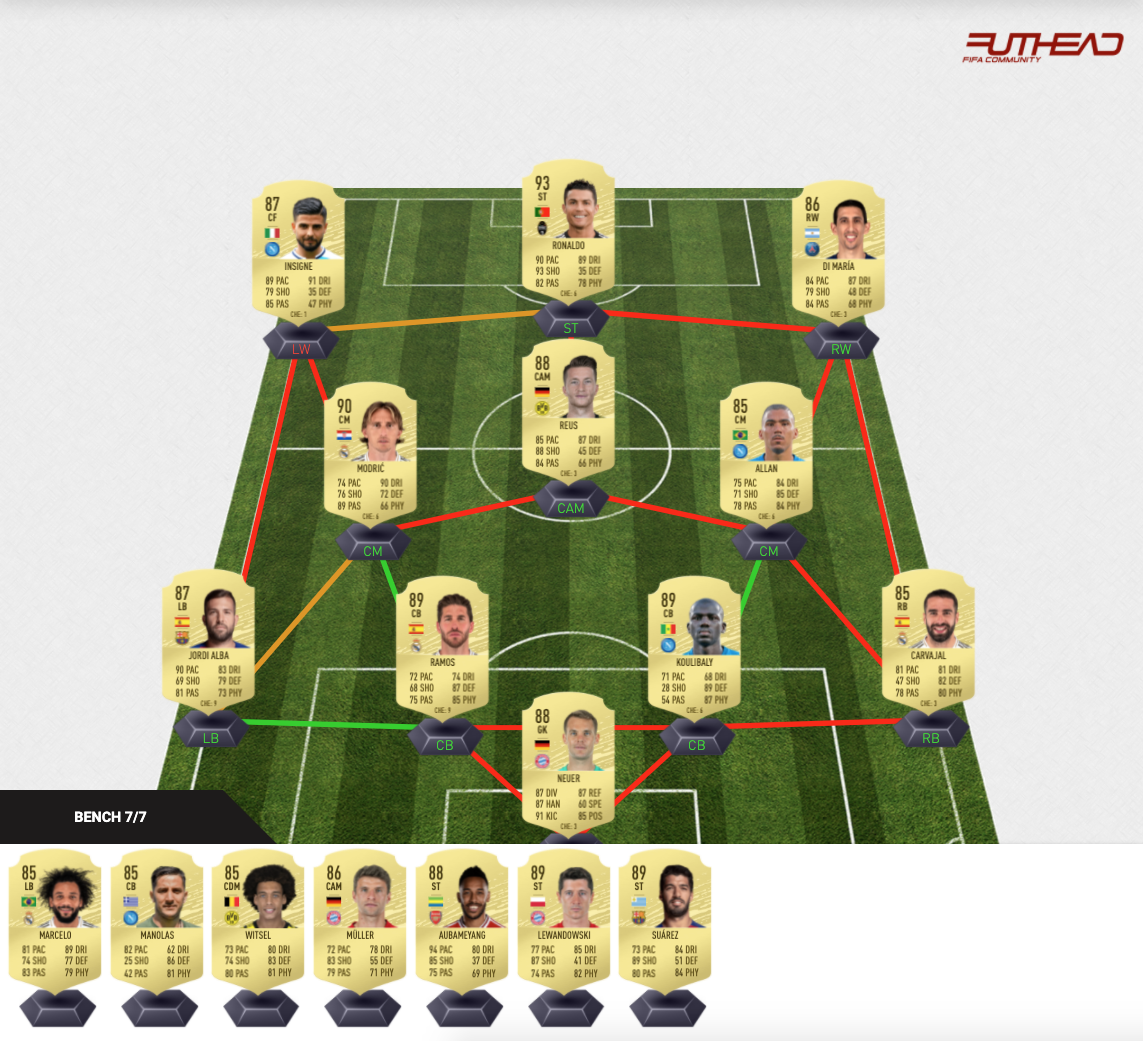 FUTHEAD
FIFA COMMUNITY
93
ST
RONALDO
90 PAC 89 DRI
93 SHO 35 DEF
82 PAS 78 PHY
CHE: 6
ST
87
CF
INSIGNE
89 PAC 91 DRI
79 SHO 35 DEF
85 PAS 47 PHY
CHE: 1
LW
86
RW
DI MARÍA
84 PAC 87 DRI
79 SHO 48 DEF
84 PAS 68 PHY
CHE: 3
RW
88
CAM
REUS
85 PAC 87 DRI
88 SHO 45 DEF
84 PAS 66 PHY
CHE: 3
CAM
90
CM
MODRIĆ
74 PAC 90 DRI
76 SHO 72 DEF
89 PAS 66 PHY
CHE: 6
CM
85
CM
ALLAN
75 PAC 84 DRI
71 SHO 85 DEF
78 PAS 84 PHY
CHE: 6
CM
87
LB
JORDI ALBA
90 PAC 83 DRI
69 SHO 79 DEF
81 PAS 73 PHY
CHE: 9
LB
89
CB
RAMOS
72 PAC 74 DRI
68 SHO 87 DEF
75 PAS 85 PHY
CHE: 9
CB
89
CB
KOULIBALY
71 PAC 68 DRI
28 SHO 89 DEF
54 PAS 87 PHY
CHE: 6
CB
85
RB
CARVAJAL
81 PAC 81 DRI
47 SHO 82 DEF
78 PAS 80 PHY
CHE: 3
RB
88
GK
NEUER
87 DIV 87 REF
87 HAN 60 SPE
91 KIC 85 POS
CHE: 3
BENCH 7/7
85
LB
MARCELO
81 PAC 89 DRI
74 SHO 77 DEF
83 PAS 79 PHY
85
CB
MANOLAS
82 PAC 62 DRI
25 SHO 86 DEF
42 PAS 81 PHY
85
CDM
WITSEL
73 PAC 80 DRI
74 SHO 83 DEF
80 PAS 81 PHY
86
CAM
MÜLLER
72 PAC 78 DRI
83 SHO 55 DEF
79 PAS 71 PHY
88
ST
AUBAMEYANG
94 PAC 80 DRI
85 SHO 37 DEF
75 PAS 69 PHY
89
ST
LEWANDOWSKI
77 PAC 85 DRI
87 SHO 41 DEF
74 PAS 82 PHY
89
ST
SUÁREZ
73 PAC 84 DRI
89 SHO 51 DEF
80 PAS 84 PHY